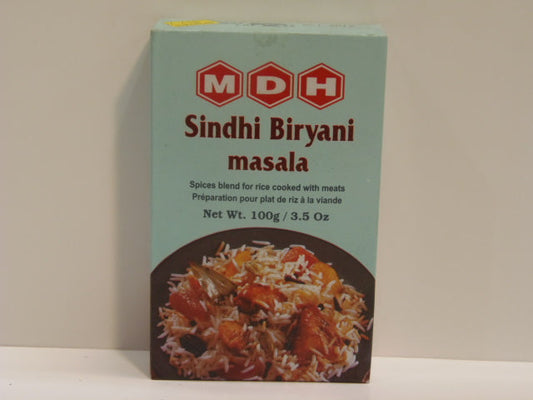 MDH
Sindhi Biryani
masala
Spices blend for rice cooked with meats
Préparation pour plat de riz à la viande
Net Wt. 100g / 3.5 Oz